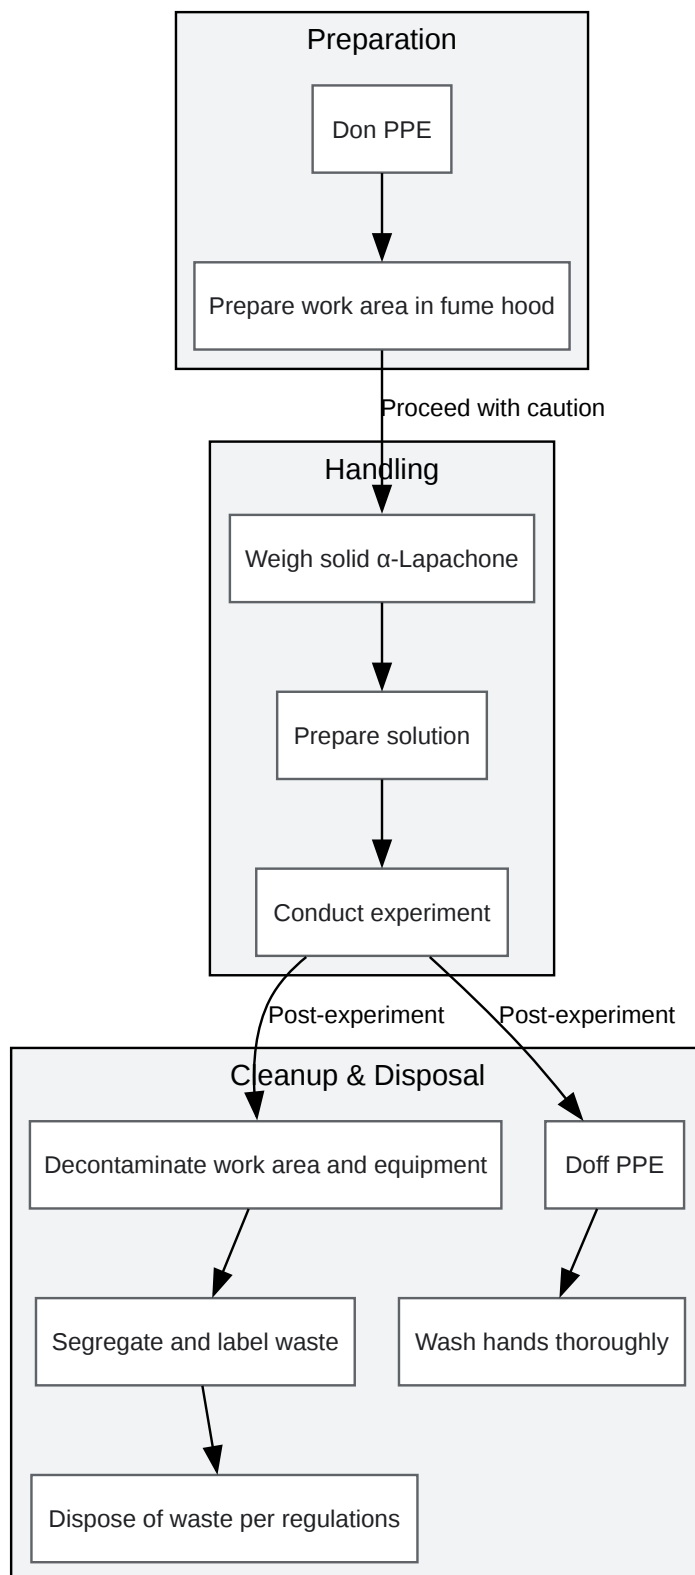 Preparation
Don PPE
Prepare work area in fume hood
Proceed with caution
Handling
Weigh solid α-Lapachone
Prepare solution
Conduct experiment
Post-experiment
Post-experiment
Cleanup & Disposal
Decontaminate work area and equipment
Doff PPE
Segregate and label waste
Wash hands thoroughly
Dispose of waste per regulations